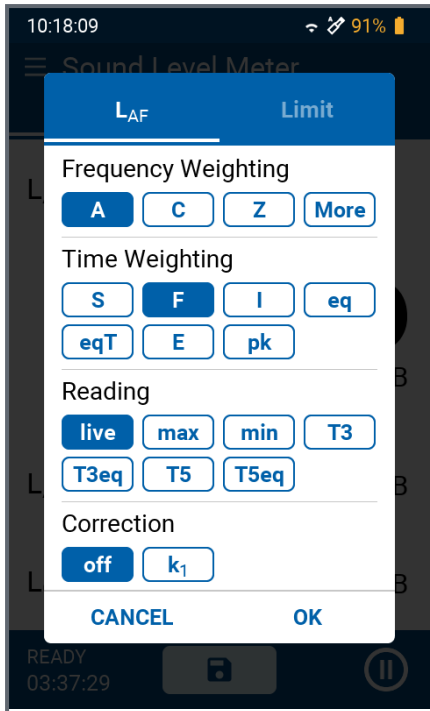 10:18:09 91%
Sound Level Meter
L_AF Limit
Frequency Weighting
A C Z More
Time Weighting
S F I eq
eqT E pk
B
Reading
live max min T3
T3eq T5 T5eq
L B
Correction
off k₁
L B
CANCEL OK
READY
03:37:29